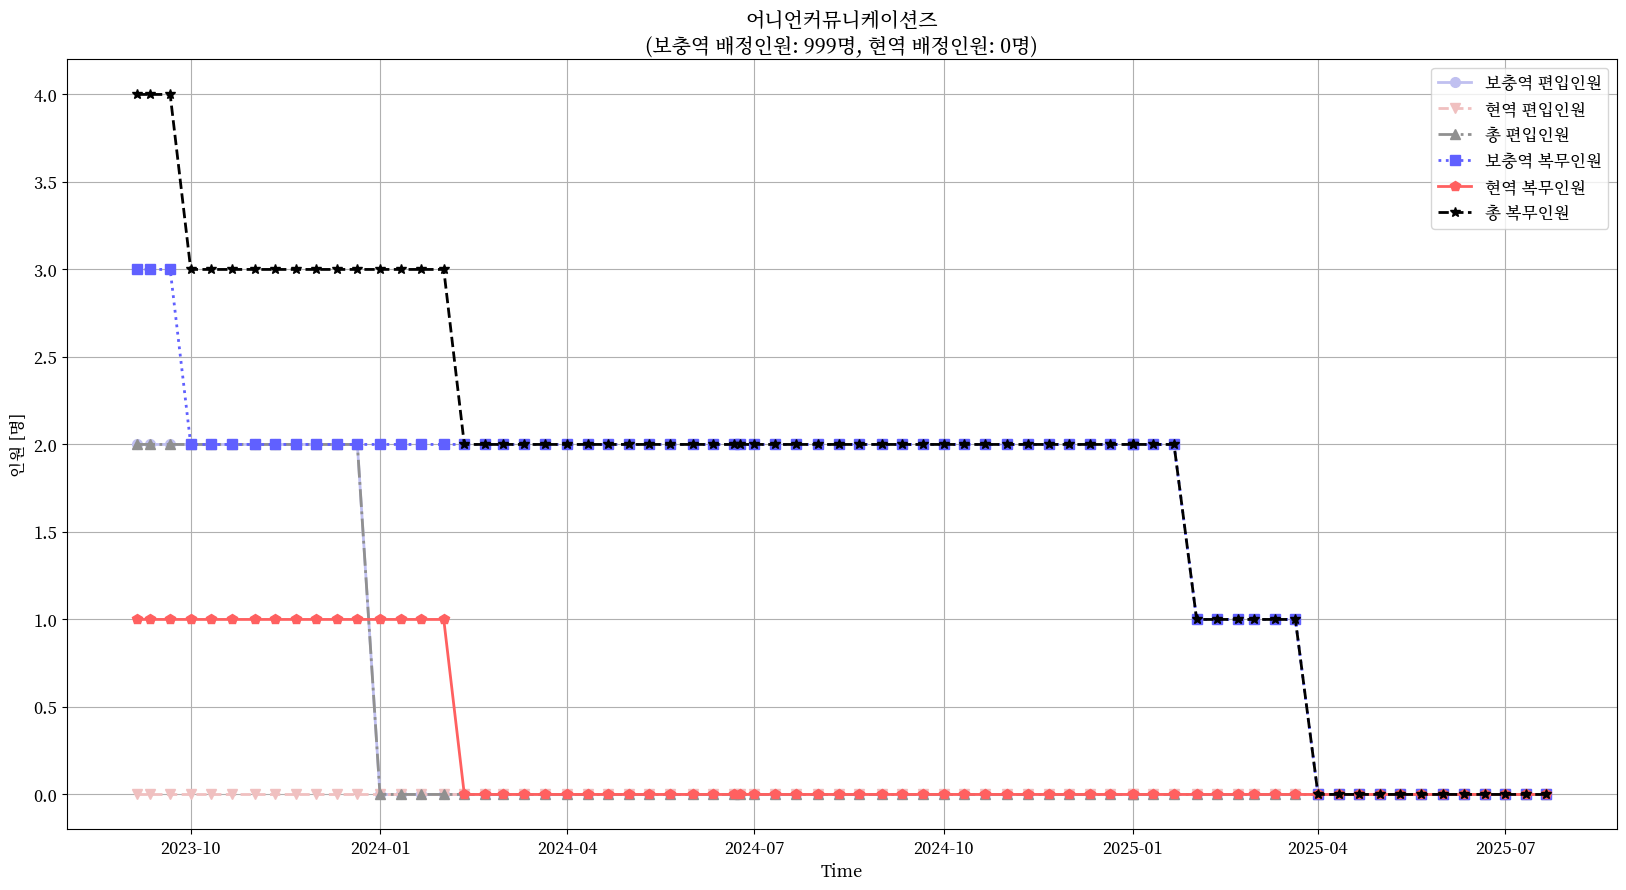 어니언커뮤니케이션즈
(보충역 배정인원: 999명, 현역 배정인원: 0명)
보충역 편입인원
현역 편입인원
총 편입인원
보충역 복무인원
현역 복무인원
총 복무인원
인원 [명]
4.0
3.5
3.0
2.5
2.0
1.5
1.0
0.5
0.0
2023-10
2024-01
2024-04
2024-07
2024-10
2025-01
2025-04
2025-07
Time